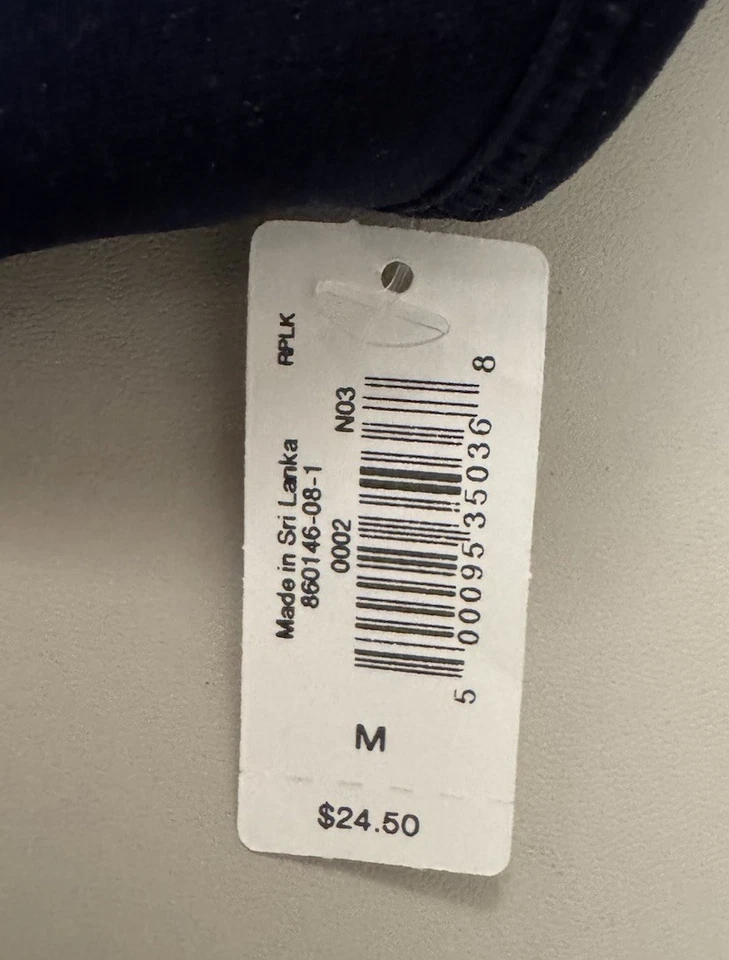 RPLK
Made in Sri Lanka
860146-08-1
0002 N03
5 00095 35036 8
M
$24.50